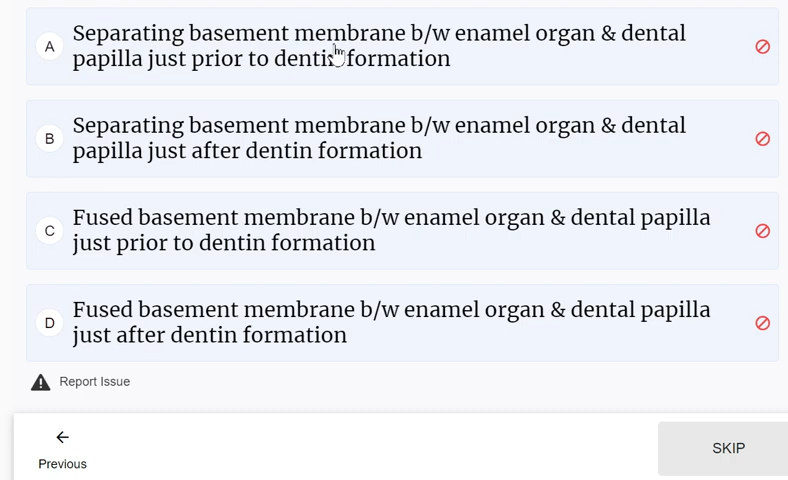 A
Separating basement membrane b/w enamel organ & dental
papilla just prior to dentin formation
B
Separating basement membrane b/w enamel organ & dental
papilla just after dentin formation
C
Fused basement membrane b/w enamel organ & dental papilla
just prior to dentin formation
D
Fused basement membrane b/w enamel organ & dental papilla
just after dentin formation
Report Issue
Previous
SKIP